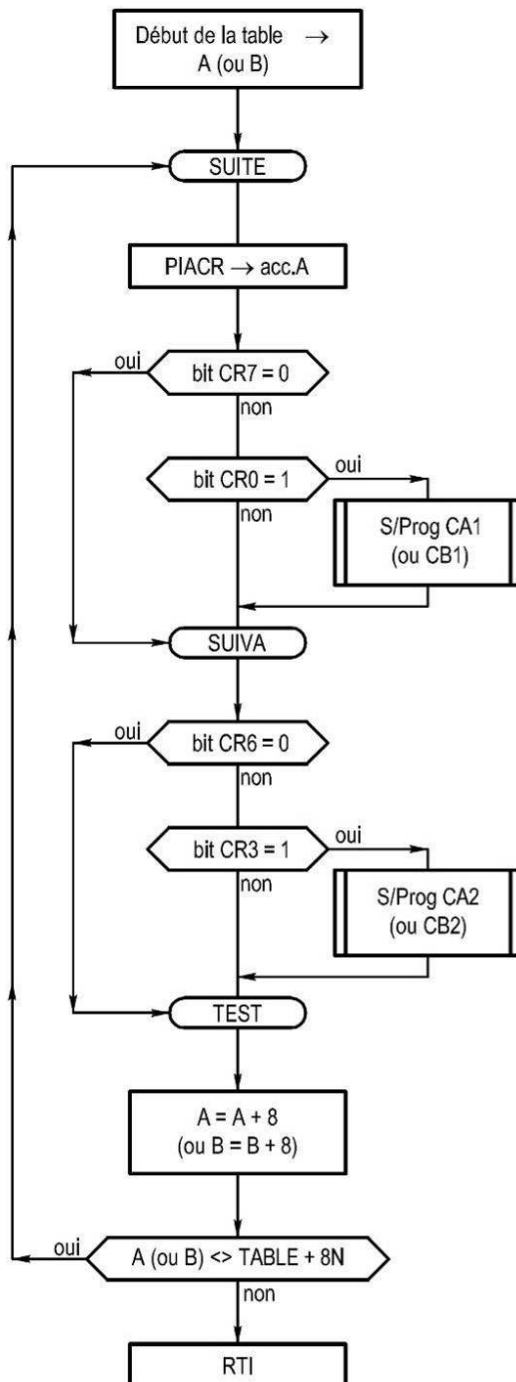 Début de la table →
A (ou B)
SUITE
PIACR → acc.A
oui
bit CR7 = 0
non
bit CR0 = 1
oui
non
S/Prog CA1
(ou CB1)
SUIVA
oui
bit CR6 = 0
non
bit CR3 = 1
oui
non
S/Prog CA2
(ou CB2)
TEST
A = A + 8
(ou B = B + 8)
oui
A (ou B) <> TABLE + 8N
non
RTI